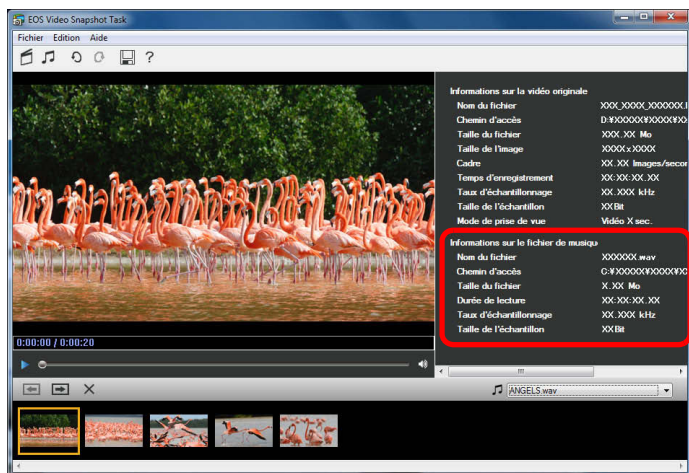 EOS Video Snapshot Task
Fichier Edition Aide
?
Informations sur la vidéo originale
Nom du fichier XXX_XXXX_XXXXXX.
Chemin d'accès D:¥XXXXX¥XXXX¥XX
Taille du fichier XXX.XX Mo
Taille de l'image XXXXxXXXX
Cadre XX.XX Images/secon
Temps d'enregistrement XX:XX:XX.XX
Taux d'échantillonnage XX.XXX kHz
Taille de l'échantillon XXBit
Mode de prise de vue Vidéo X sec.
Informations sur le fichier de musiqu
Nom du fichier XXXXXX.wav
Chemin d'accès C:¥XXXXX¥XXXX¥XX
Taille du fichier X.XX Mo
Durée de lecture XX:XX:XX.XX
Taux d'échantillonnage XX.XXX kHz
Taille de l'échantillon XXBit
0:00:00 / 0:00:20
ANGELS.wav